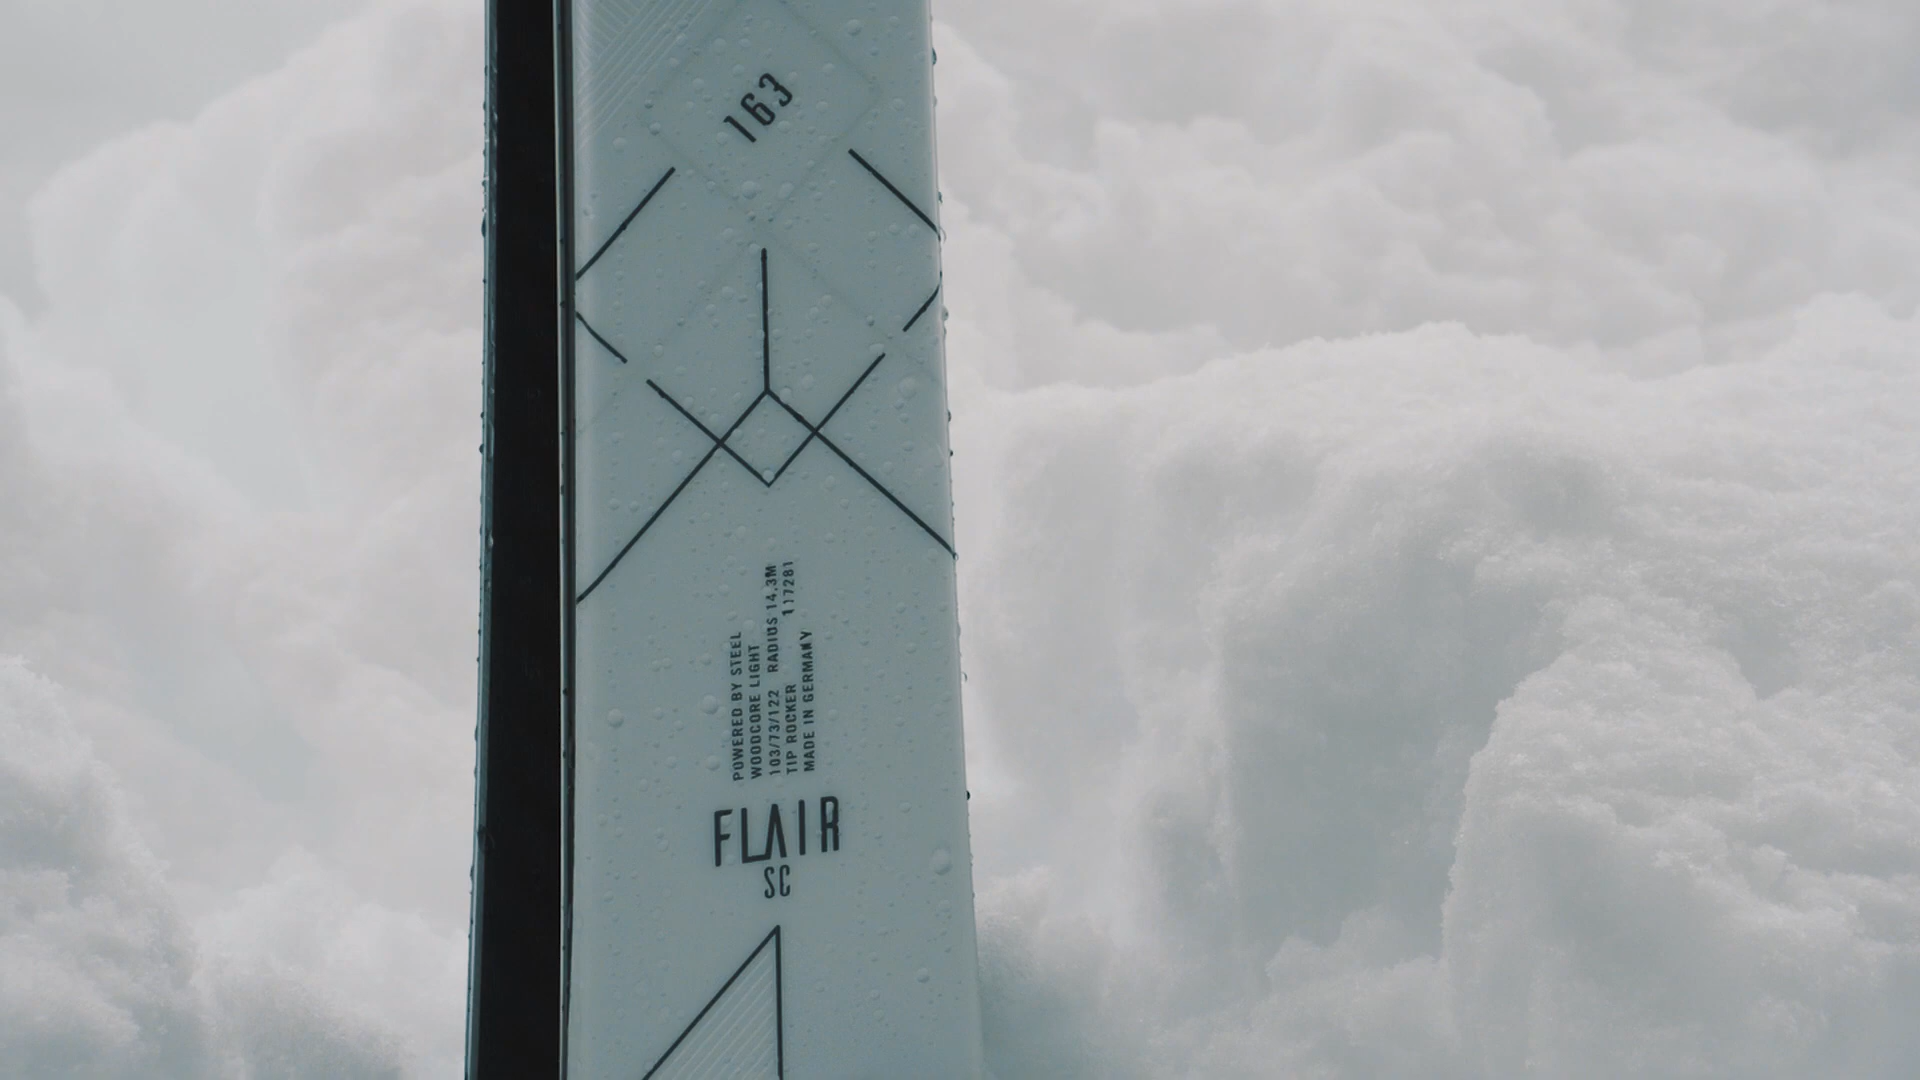 163
POWERED BY STEEL
WOODCORE LIGHT
103/73/122 RADIUS 14.3M
TIP ROCKER 117281
MADE IN GERMANY
FLAIR
SC